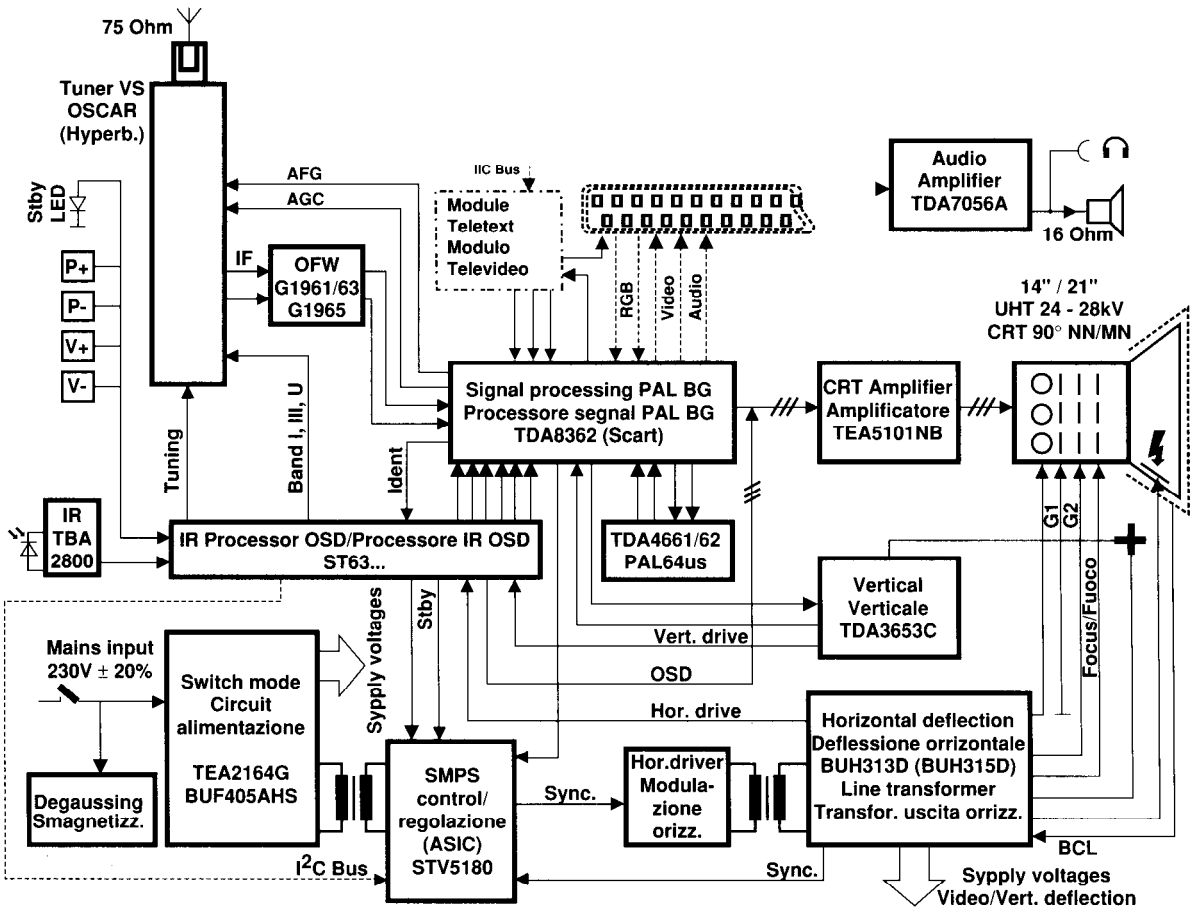 75 Ohm
Tuner VS
OSCAR
(Hyperb.)
Stby
LED
P+
P-
V+
V-
AFG
AGC
IF
OFW
G1961/63
G1965
IIC Bus
Module
Teletext
Modulo
Televideo
RGB
Video
Audio
Audio
Amplifier
TDA7056A
16 Ohm
14" / 21"
UHT 24 - 28kV
CRT 90° NN/MN
Signal processing PAL BG
Processore segnal PAL BG
TDA8362 (Scart)
CRT Amplifier
Amplificatore
TEA5101NB
Tuning
Band I, III, U
Ident
G1
G2
Focus/Fuoco
IR
TBA
2800
IR Processor OSD/Processore IR OSD
ST63...
TDA4661/62
PAL64us
Vertical
Verticale
TDA3653C
Mains input
230V ± 20%
Switch mode
Circuit
alimentazione
TEA2164G
BUF405AHS
Sypply voltages
Stby
Vert. drive
OSD
Hor. drive
Degaussing
Smagnetizz.
SMPS
control/
regolazione
(ASIC)
STV5180
I²C Bus
Sync.
Hor.driver
Modula-
zione
orizz.
Horizontal deflection
Deflessione orrizontale
BUH313D (BUH315D)
Line transformer
Transfor. uscita orrizz.
Sync.
BCL
Sypply voltages
Video/Vert. deflection